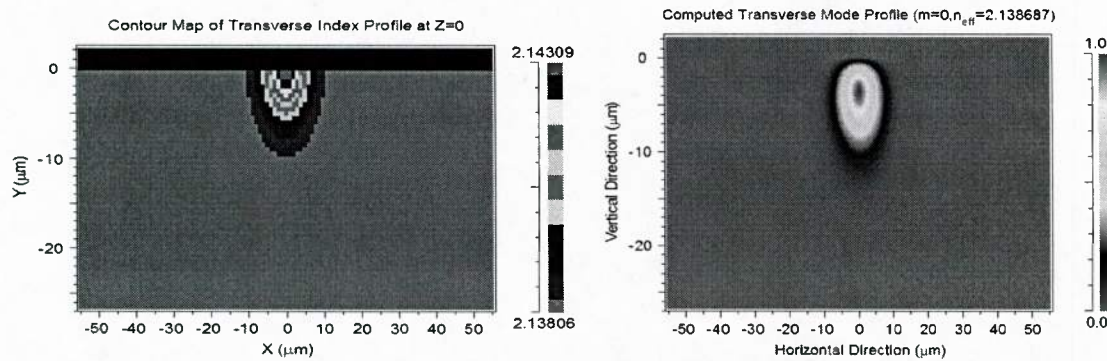 Contour Map of Transverse Index Profile at Z=0
2.14309
0
-10
-20
Y (μm)
-50 -40 -30 -20 -10 0 10 20 30 40 50
X (μm)
2.13806
Computed Transverse Mode Profile (m=0,n_eff=2.138687)
1.0
0
-10
-20
Vertical Direction (μm)
-50 -40 -30 -20 -10 0 10 20 30 40 50
Horizontal Direction (μm)
0.0